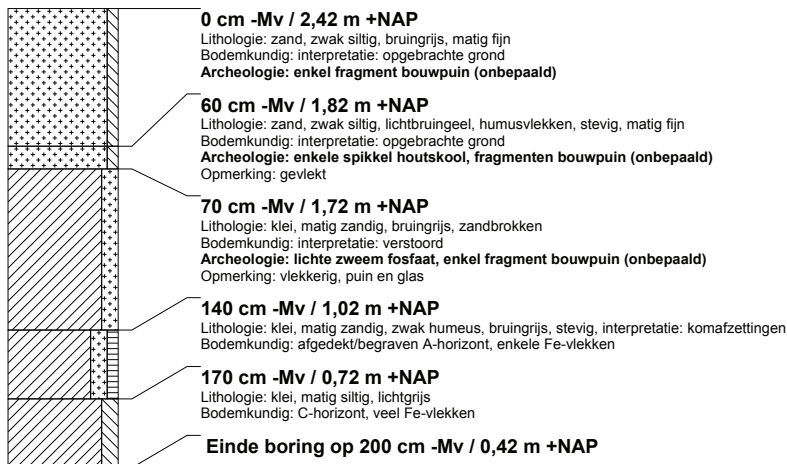 0 cm -Mv / 2,42 m +NAP
Lithologie: zand, zwak siltig, bruingrijs, matig fijn
Bodemkundig: interpretatie: opgebrachte grond
Archeologie: enkel fragment bouwpuin (onbepaald)
60 cm -Mv / 1,82 m +NAP
Lithologie: zand, zwak siltig, lichtbruingeel, humusvlekken, stevig, matig fijn
Bodemkundig: interpretatie: opgebrachte grond
Archeologie: enkele spikkel houtskool, fragmenten bouwpuin (onbepaald)
Opmerking: gevlekt
70 cm -Mv / 1,72 m +NAP
Lithologie: klei, matig zandig, bruingrijs, zandbrokken
Bodemkundig: interpretatie: verstoord
Archeologie: lichte zweem fosfaat, enkel fragment bouwpuin (onbepaald)
Opmerking: vlekkerig, puin en glas
140 cm -Mv / 1,02 m +NAP
Lithologie: klei, matig zandig, zwak humeus, bruingrijs, stevig, interpretatie: komafzettingen
Bodemkundig: afgedekt/begraven A-horizont, enkele Fe-vlekken
170 cm -Mv / 0,72 m +NAP
Lithologie: klei, matig siltig, lichtgrijs
Bodemkundig: C-horizont, veel Fe-vlekken
Einde boring op 200 cm -Mv / 0,42 m +NAP